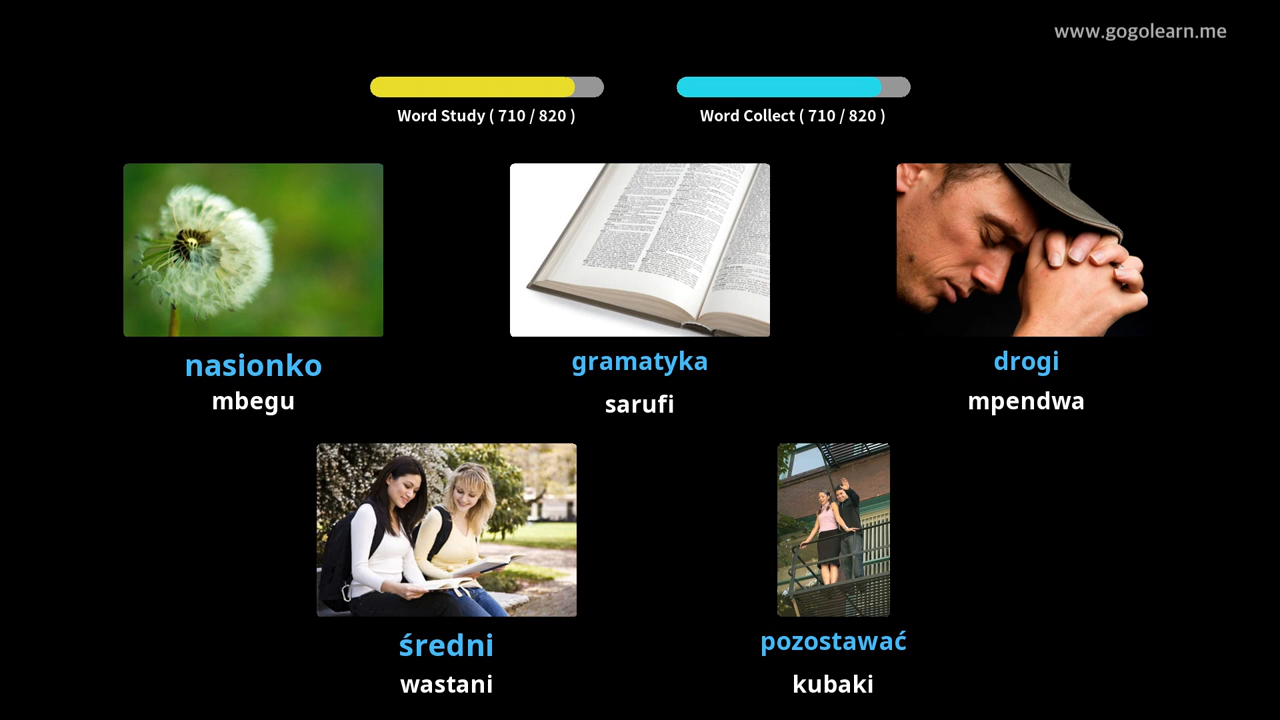 www.gogolearn.me
Word Study ( 710 / 820 )
Word Collect ( 710 / 820 )
nasionko
mbegu
gramatyka
sarufi
drogi
mpendwa
średni
wastani
pozostawać
kubaki